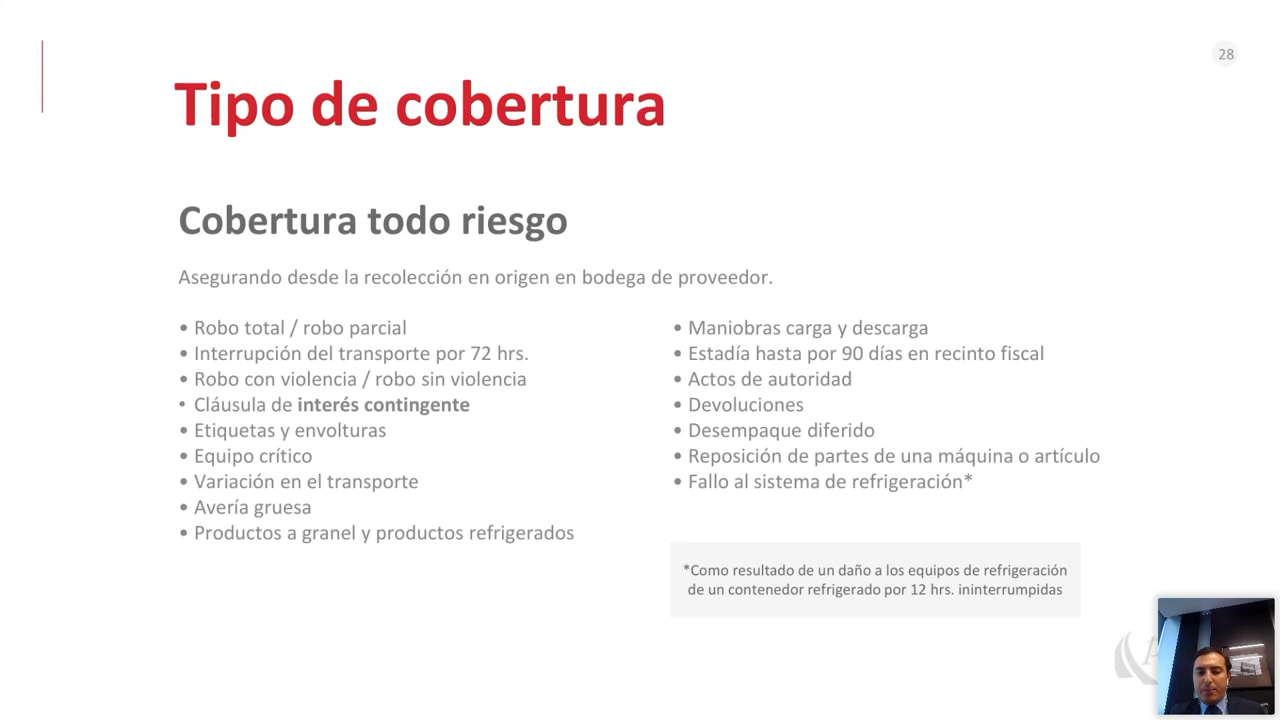 28
Tipo de cobertura
Cobertura todo riesgo
Asegurando desde la recolección en origen en bodega de proveedor.
• Robo total / robo parcial
• Interrupción del transporte por 72 hrs.
• Robo con violencia / robo sin violencia
• Cláusula de interés contingente
• Etiquetas y envolturas
• Equipo crítico
• Variación en el transporte
• Avería gruesa
• Productos a granel y productos refrigerados
• Maniobras carga y descarga
• Estadía hasta por 90 días en recinto fiscal
• Actos de autoridad
• Devoluciones
• Desempaque diferido
• Reposición de partes de una máquina o artículo
• Fallo al sistema de refrigeración*
*Como resultado de un daño a los equipos de refrigeración
de un contenedor refrigerado por 12 hrs. ininterrumpidas